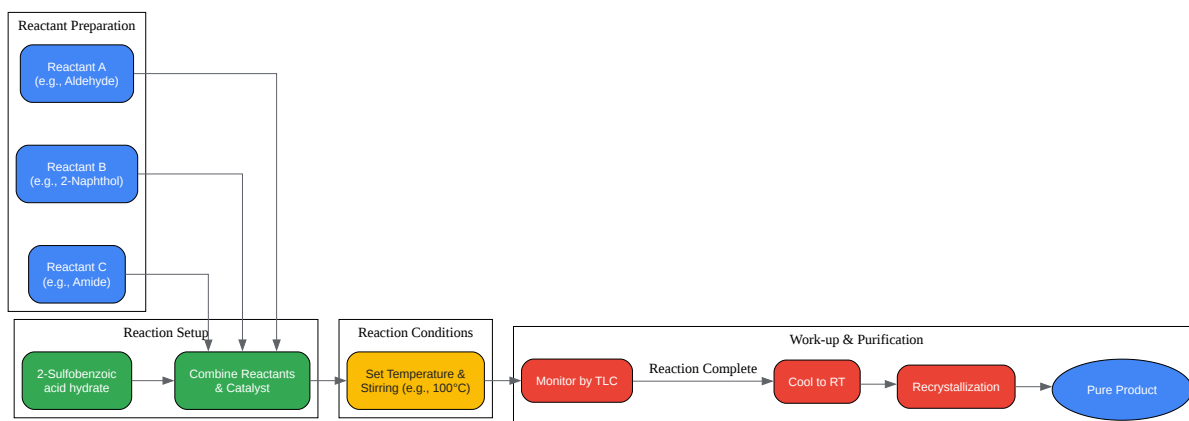 Reactant Preparation
Reactant A
(e.g., Aldehyde)
Reactant B
(e.g., 2-Naphthol)
Reactant C
(e.g., Amide)
Reaction Setup
2-Sulfobenzoic
acid hydrate
Combine Reactants
& Catalyst
Reaction Conditions
Set Temperature &
Stirring (e.g., 100°C)
Work-up & Purification
Monitor by TLC
Reaction Complete
Cool to RT
Recrystallization
Pure Product